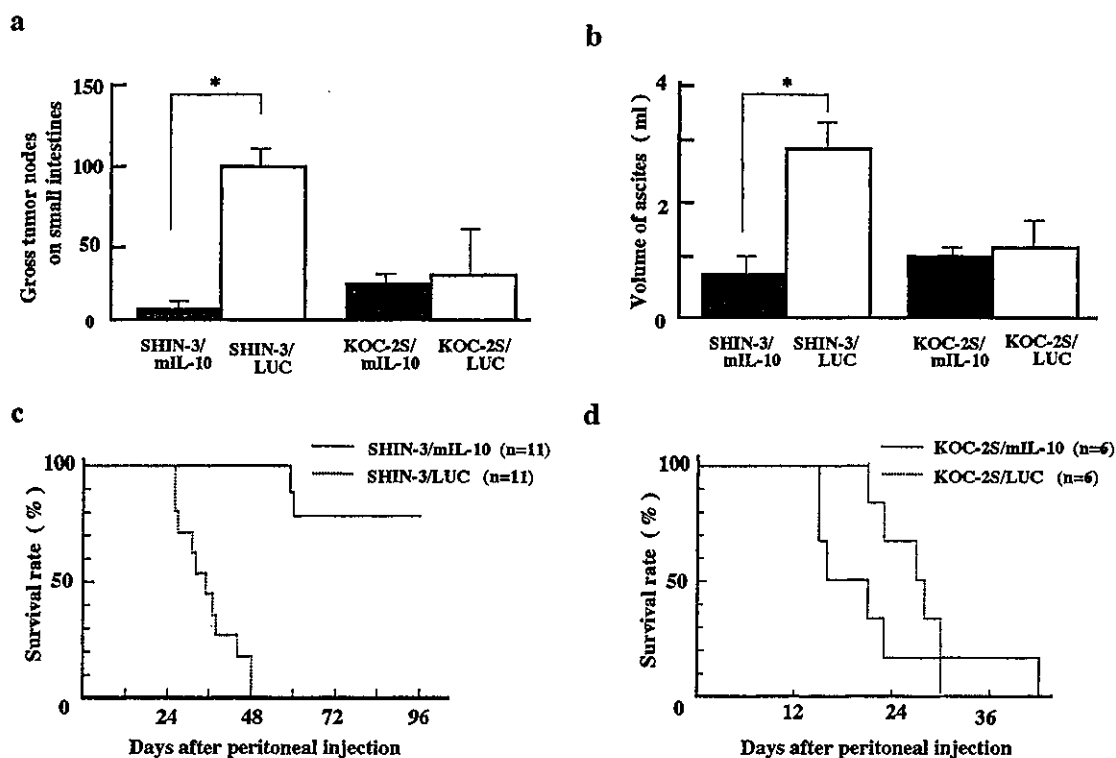 a
Gross tumor nodes
on small intestines
150
100
50
0
*
SHIN-3/
mIL-10
SHIN-3/
LUC
KOC-2S/
mIL-10
KOC-2S/
LUC
b
Volume of ascites ( ml )
4
2
0
*
SHIN-3/
mIL-10
SHIN-3/
LUC
KOC-2S/
mIL-10
KOC-2S/
LUC
c
SHIN-3/mIL-10 (n=11)
SHIN-3/LUC (n=11)
Survival rate ( % )
100
50
0
24 48 72 96
Days after peritoneal injection
d
KOC-2S/mIL-10 (n=6)
KOC-2S/LUC (n=6)
Survival rate ( % )
100
50
0
12 24 36
Days after peritoneal injection